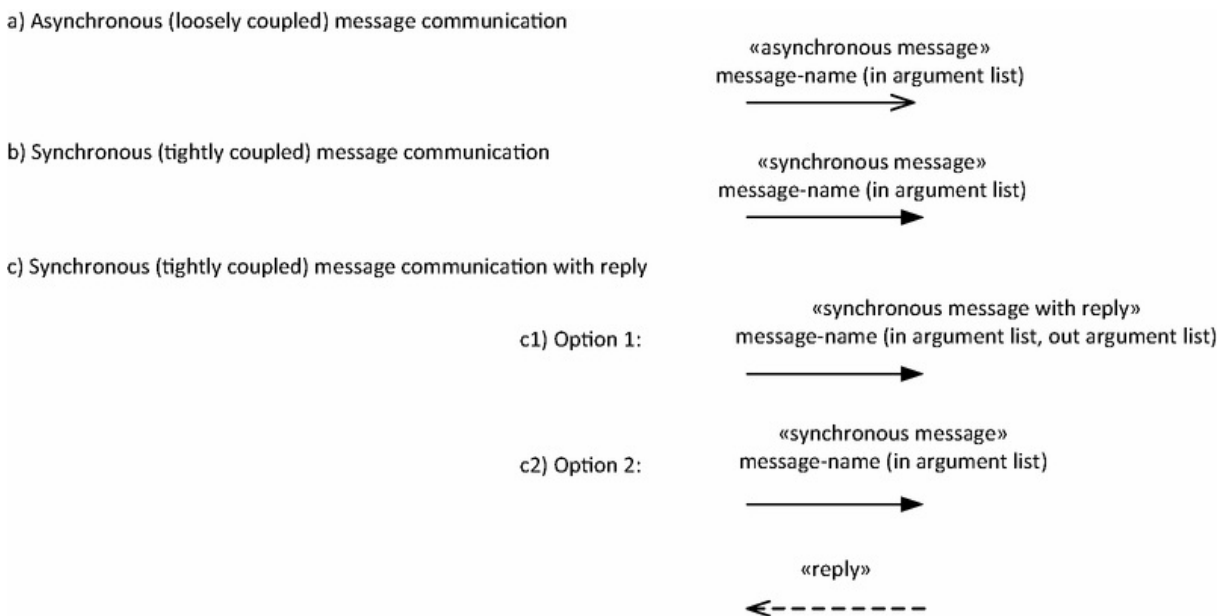 a) Asynchronous (loosely coupled) message communication
«asynchronous message»
message-name (in argument list)
b) Synchronous (tightly coupled) message communication
«synchronous message»
message-name (in argument list)
c) Synchronous (tightly coupled) message communication with reply
«synchronous message with reply»
c1) Option 1: message-name (in argument list, out argument list)
«synchronous message»
c2) Option 2: message-name (in argument list)
«reply»